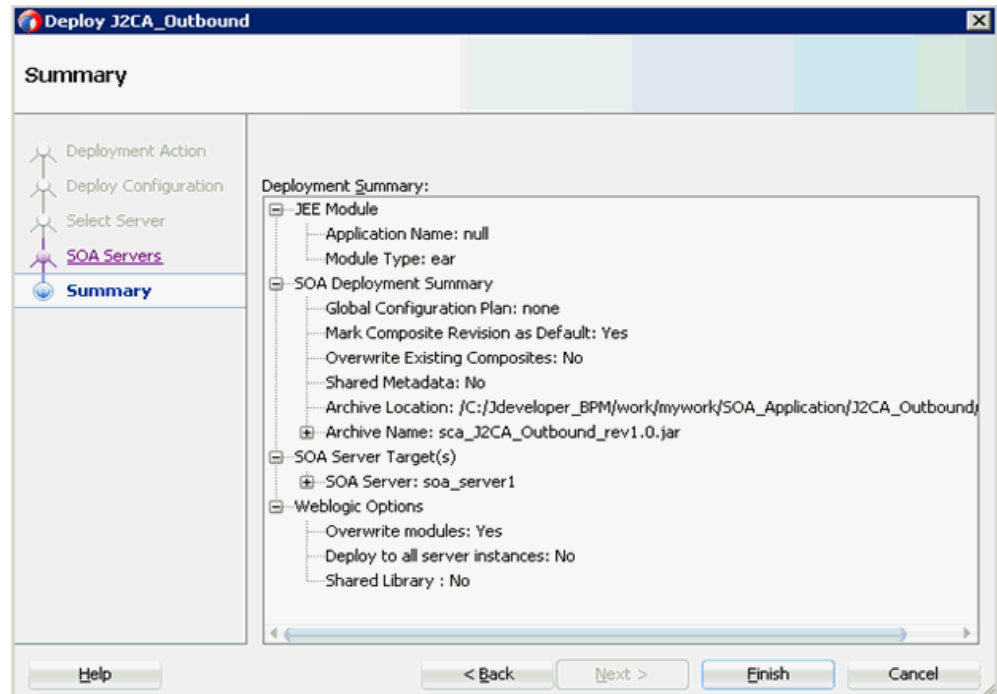 Deploy J2CA_Outbound
Summary
Deployment Action
Deploy Configuration
Select Server
SOA Servers
Summary
Deployment Summary:
JEE Module
Application Name: null
Module Type: ear
SOA Deployment Summary
Global Configuration Plan: none
Mark Composite Revision as Default: Yes
Overwrite Existing Composites: No
Shared Metadata: No
Archive Location: /C:/Jdeveloper_BPM/work/mywork/SOA_Application/J2CA_Outbound/
Archive Name: sca_J2CA_Outbound_rev1.0.jar
SOA Server Target(s)
SOA Server: soa_server1
Weblogic Options
Overwrite modules: Yes
Deploy to all server instances: No
Shared Library : No
Help
< Back
Next >
Finish
Cancel